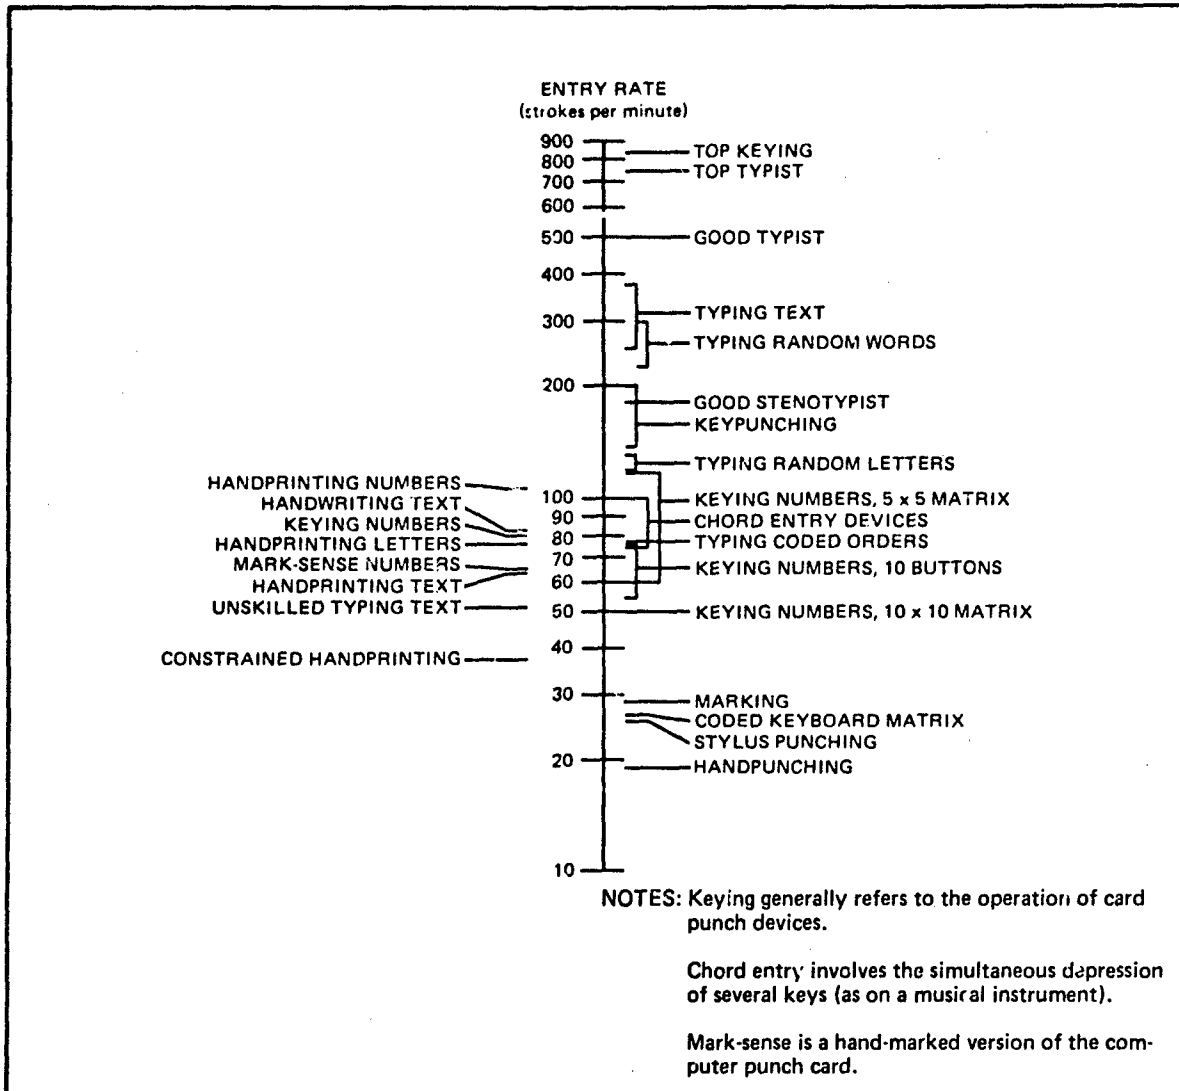 ENTRY RATE
(strokes per minute)
900
800
700
600
500
400
300
200
100
90
80
70
60
50
40
30
20
10
TOP KEYING
TOP TYPIST
GOOD TYPIST
TYPING TEXT
TYPING RANDOM WORDS
GOOD STENOTYPIST
KEYPUNCHING
TYPING RANDOM LETTERS
KEYING NUMBERS, 5 x 5 MATRIX
CHORD ENTRY DEVICES
TYPING CODED ORDERS
KEYING NUMBERS, 10 BUTTONS
KEYING NUMBERS, 10 x 10 MATRIX
MARKING
CODED KEYBOARD MATRIX
STYLUS PUNCHING
HANDPUNCHING
HANDPRINTING NUMBERS
HANDWRITING TEXT
KEYING NUMBERS
HANDPRINTING LETTERS
MARK-SENSE NUMBERS
HANDPRINTING TEXT
UNSKILLED TYPING TEXT
CONSTRAINED HANDPRINTING
NOTES: Keying generally refers to the operation of card
punch devices.
Chord entry involves the simultaneous depression
of several keys (as on a musical instrument).
Mark-sense is a hand-marked version of the com-
puter punch card.